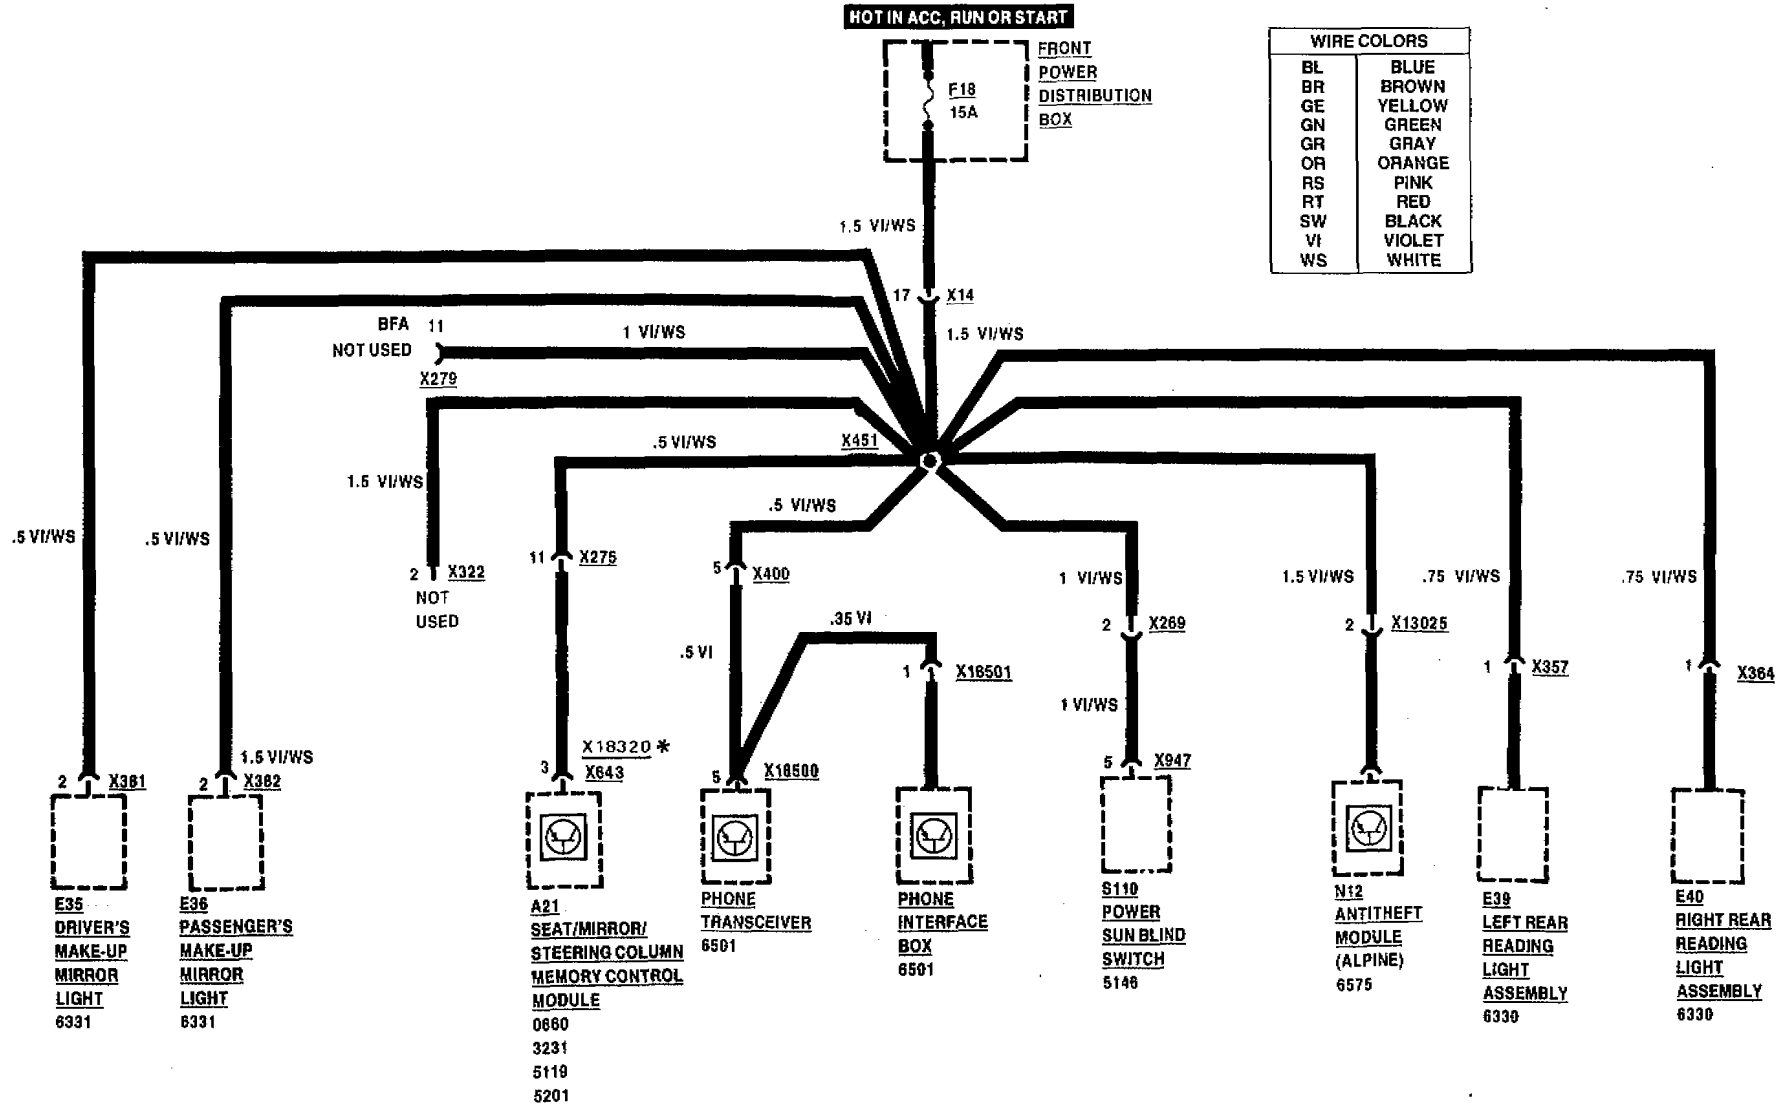 HOT IN ACC, RUN OR START
FRONT
POWER
DISTRIBUTION
BOX
F18
15A
WIRE COLORS
BL BLUE
BR BROWN
GE YELLOW
GN GREEN
GR GRAY
OR ORANGE
RS PINK
RT RED
SW BLACK
VI VIOLET
WS WHITE
1.5 VI/WS
17 X14
1.5 VI/WS
BFA 11
NOT USED
1 VI/WS
X279
X451
.5 VI/WS
1.5 VI/WS
.5 VI/WS
.5 VI/WS
.5 VI/WS
2 X322
NOT
USED
11 X275
5 X400
1 VI/WS
1.5 VI/WS
.75 VI/WS
.75 VI/WS
.35 VI
2 X269
2 X13025
.5 VI
1 X18501
1 X357
1 X364
1 VI/WS
1.5 VI/WS
2 X381
2 X382
X18320 *
3 X643
5 X18500
5 X947
E35
DRIVER'S
MAKE-UP
MIRROR
LIGHT
6331
E36
PASSENGER'S
MAKE-UP
MIRROR
LIGHT
6331
A21
SEAT/MIRROR/
STEERING COLUMN
MEMORY CONTROL
MODULE
0660
3231
5119
5201
PHONE
TRANSCEIVER
6501
PHONE
INTERFACE
BOX
6501
S110
POWER
SUN BLIND
SWITCH
5146
N12
ANTITHEFT
MODULE
(ALPINE)
6575
E39
LEFT REAR
READING
LIGHT
ASSEMBLY
6330
E40
RIGHT REAR
READING
LIGHT
ASSEMBLY
6330